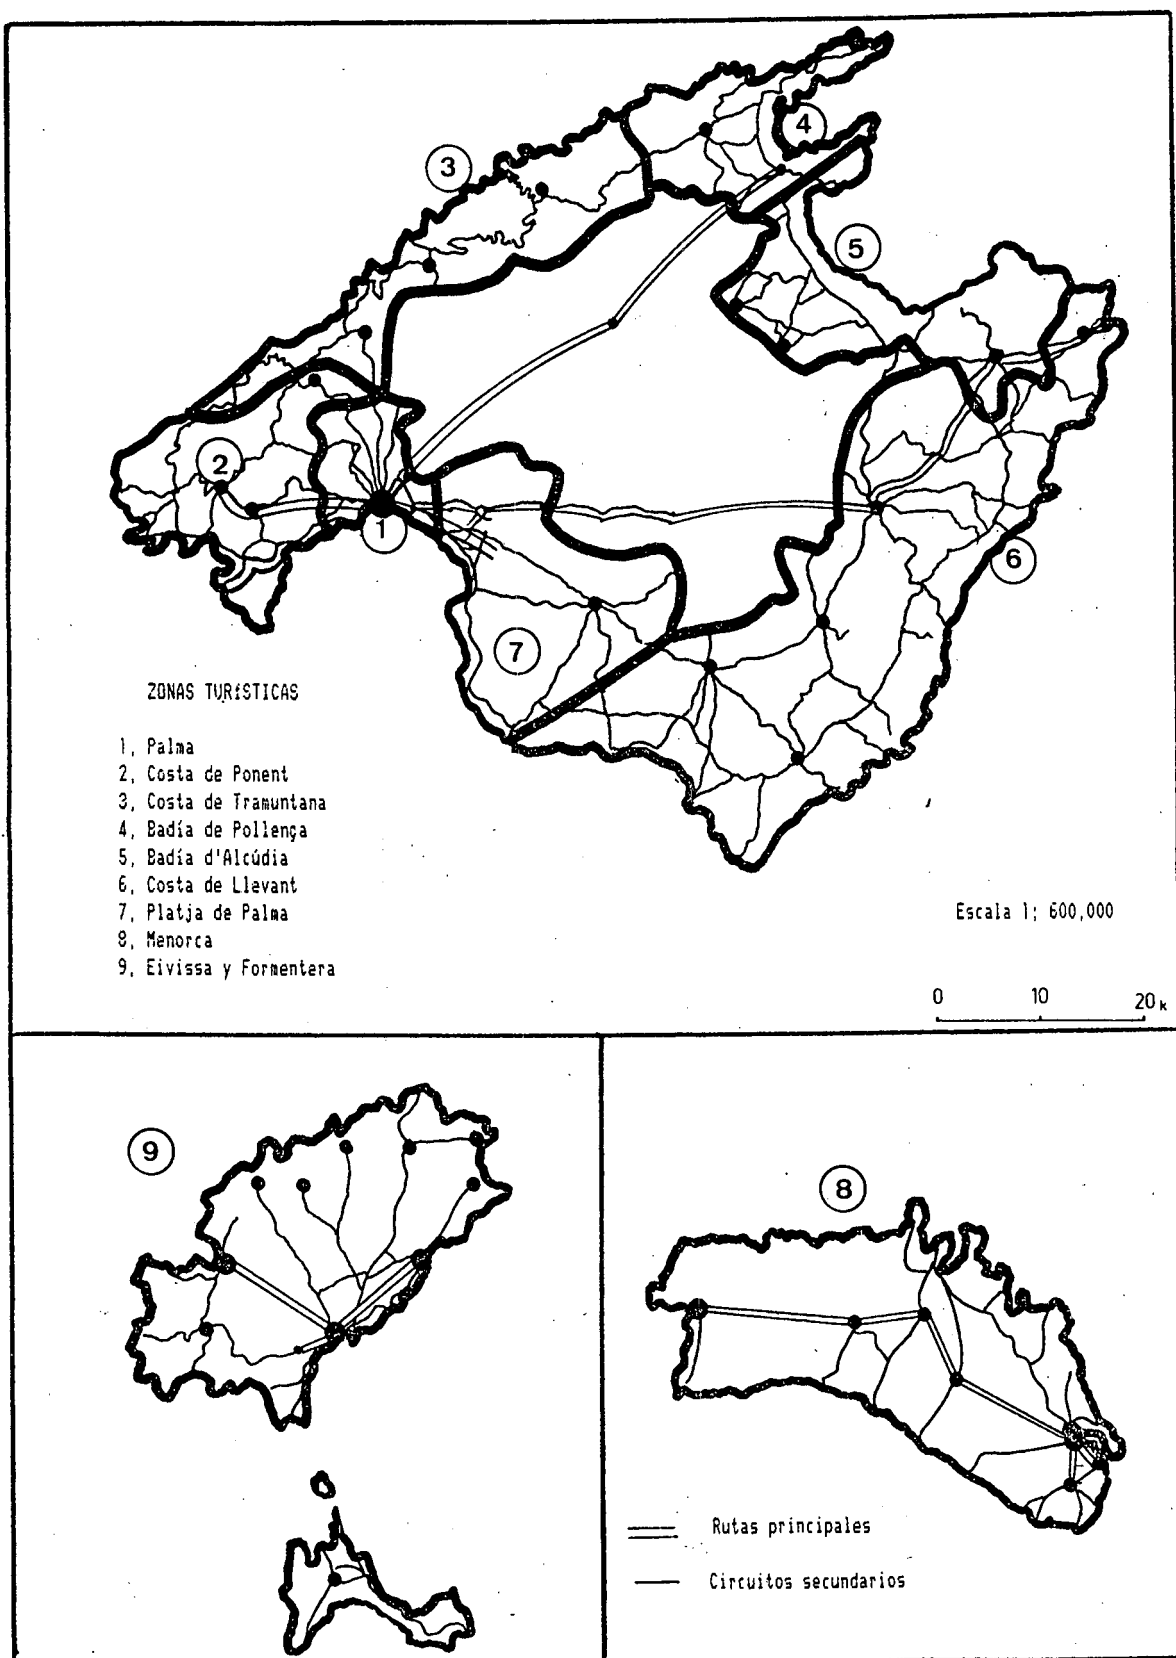 3
4
5
2
1
6
7
ZONAS TURíSTICAS
1, Palma
2, Costa de Ponent
3, Costa de Tramuntana
4, Badía de Pollença
5, Badía d'Alcúdia
6, Costa de Llevant
7, Platja de Palma
8, Menorca
9, Eivissa y Formentera
Escala 1; 600,000
0 10 20 k
9
8
Rutas principales
Circuitos secundarios